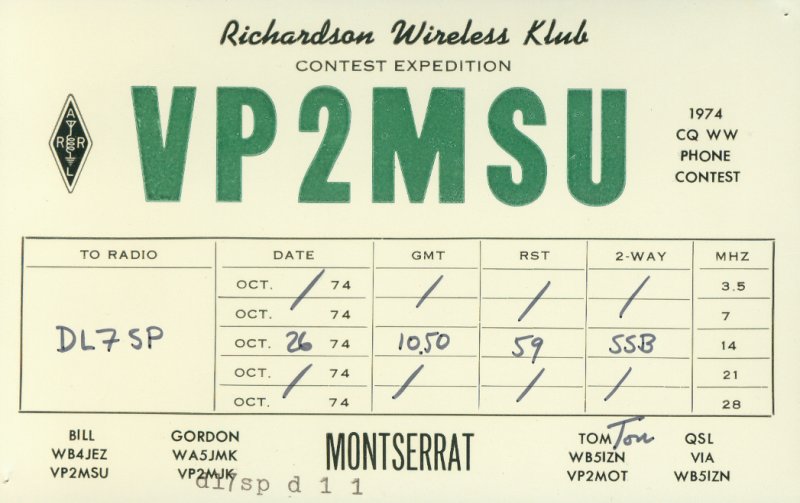 Richardson Wireless Klub
CONTEST EXPEDITION
VP2MSU
ARRL
1974
CQ WW
PHONE
CONTEST
TO RADIO DATE GMT RST 2-WAY MHZ
OCT. / 74 / / / 3.5
OCT. 74 7
DL7SP OCT. 26 74 10.50 59 SSB 14
OCT. / 74 / / / 21
OCT. 74 28
BILL
WB4JEZ
VP2MSU
GORDON
WA5JMK
VP2MJK
MONTSERRAT
TOM Tom
WB5IZN
VP2MOT
QSL
VIA
WB5IZN
dl7sp d 1 1